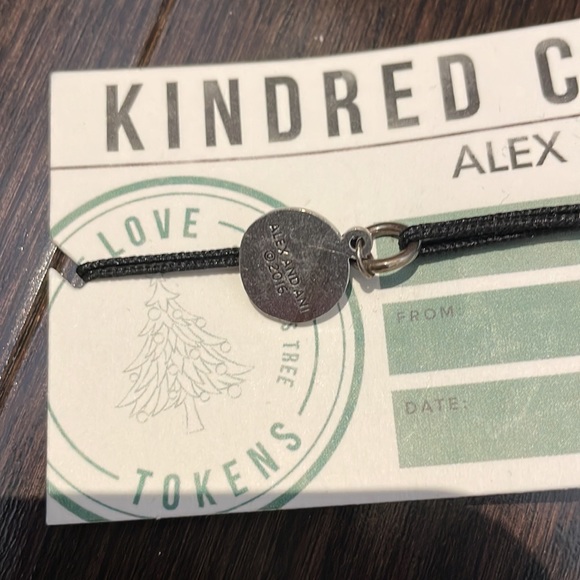 KINDRED C
ALEX
LOVE
TREE
TOKENS
ALEX AND ANI
©2015
FROM:
DATE: